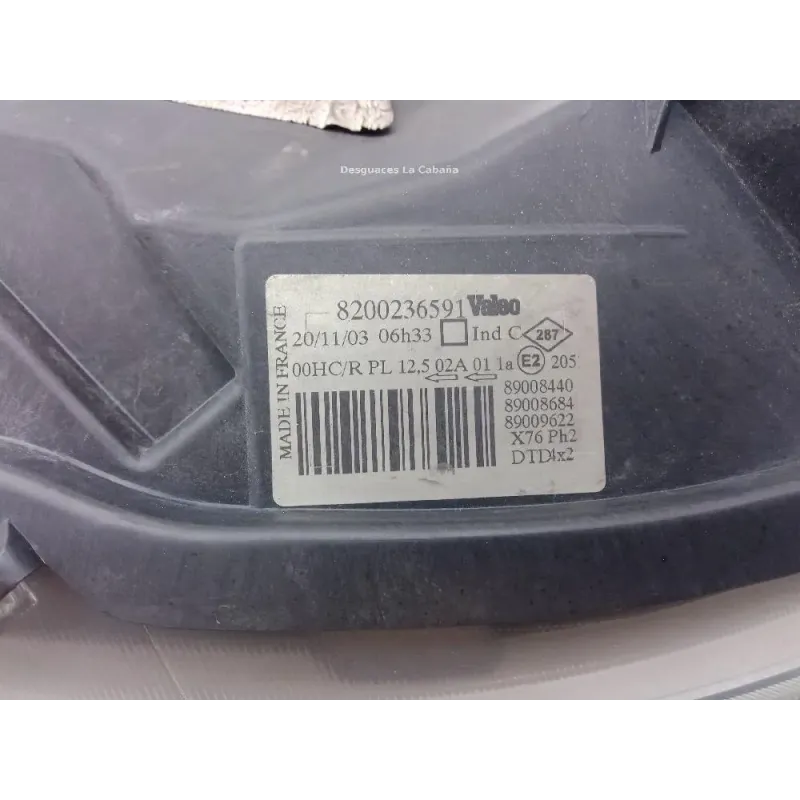 Desguaces La Cabaña
MADE IN FRANCE
8200236591 Valeo
20/11/03 06h33 Ind C 287
00HC/R PL 12,5 02A 01 1a E2 205
89008440
89008684
89009622
X76 Ph2
DTD4x2